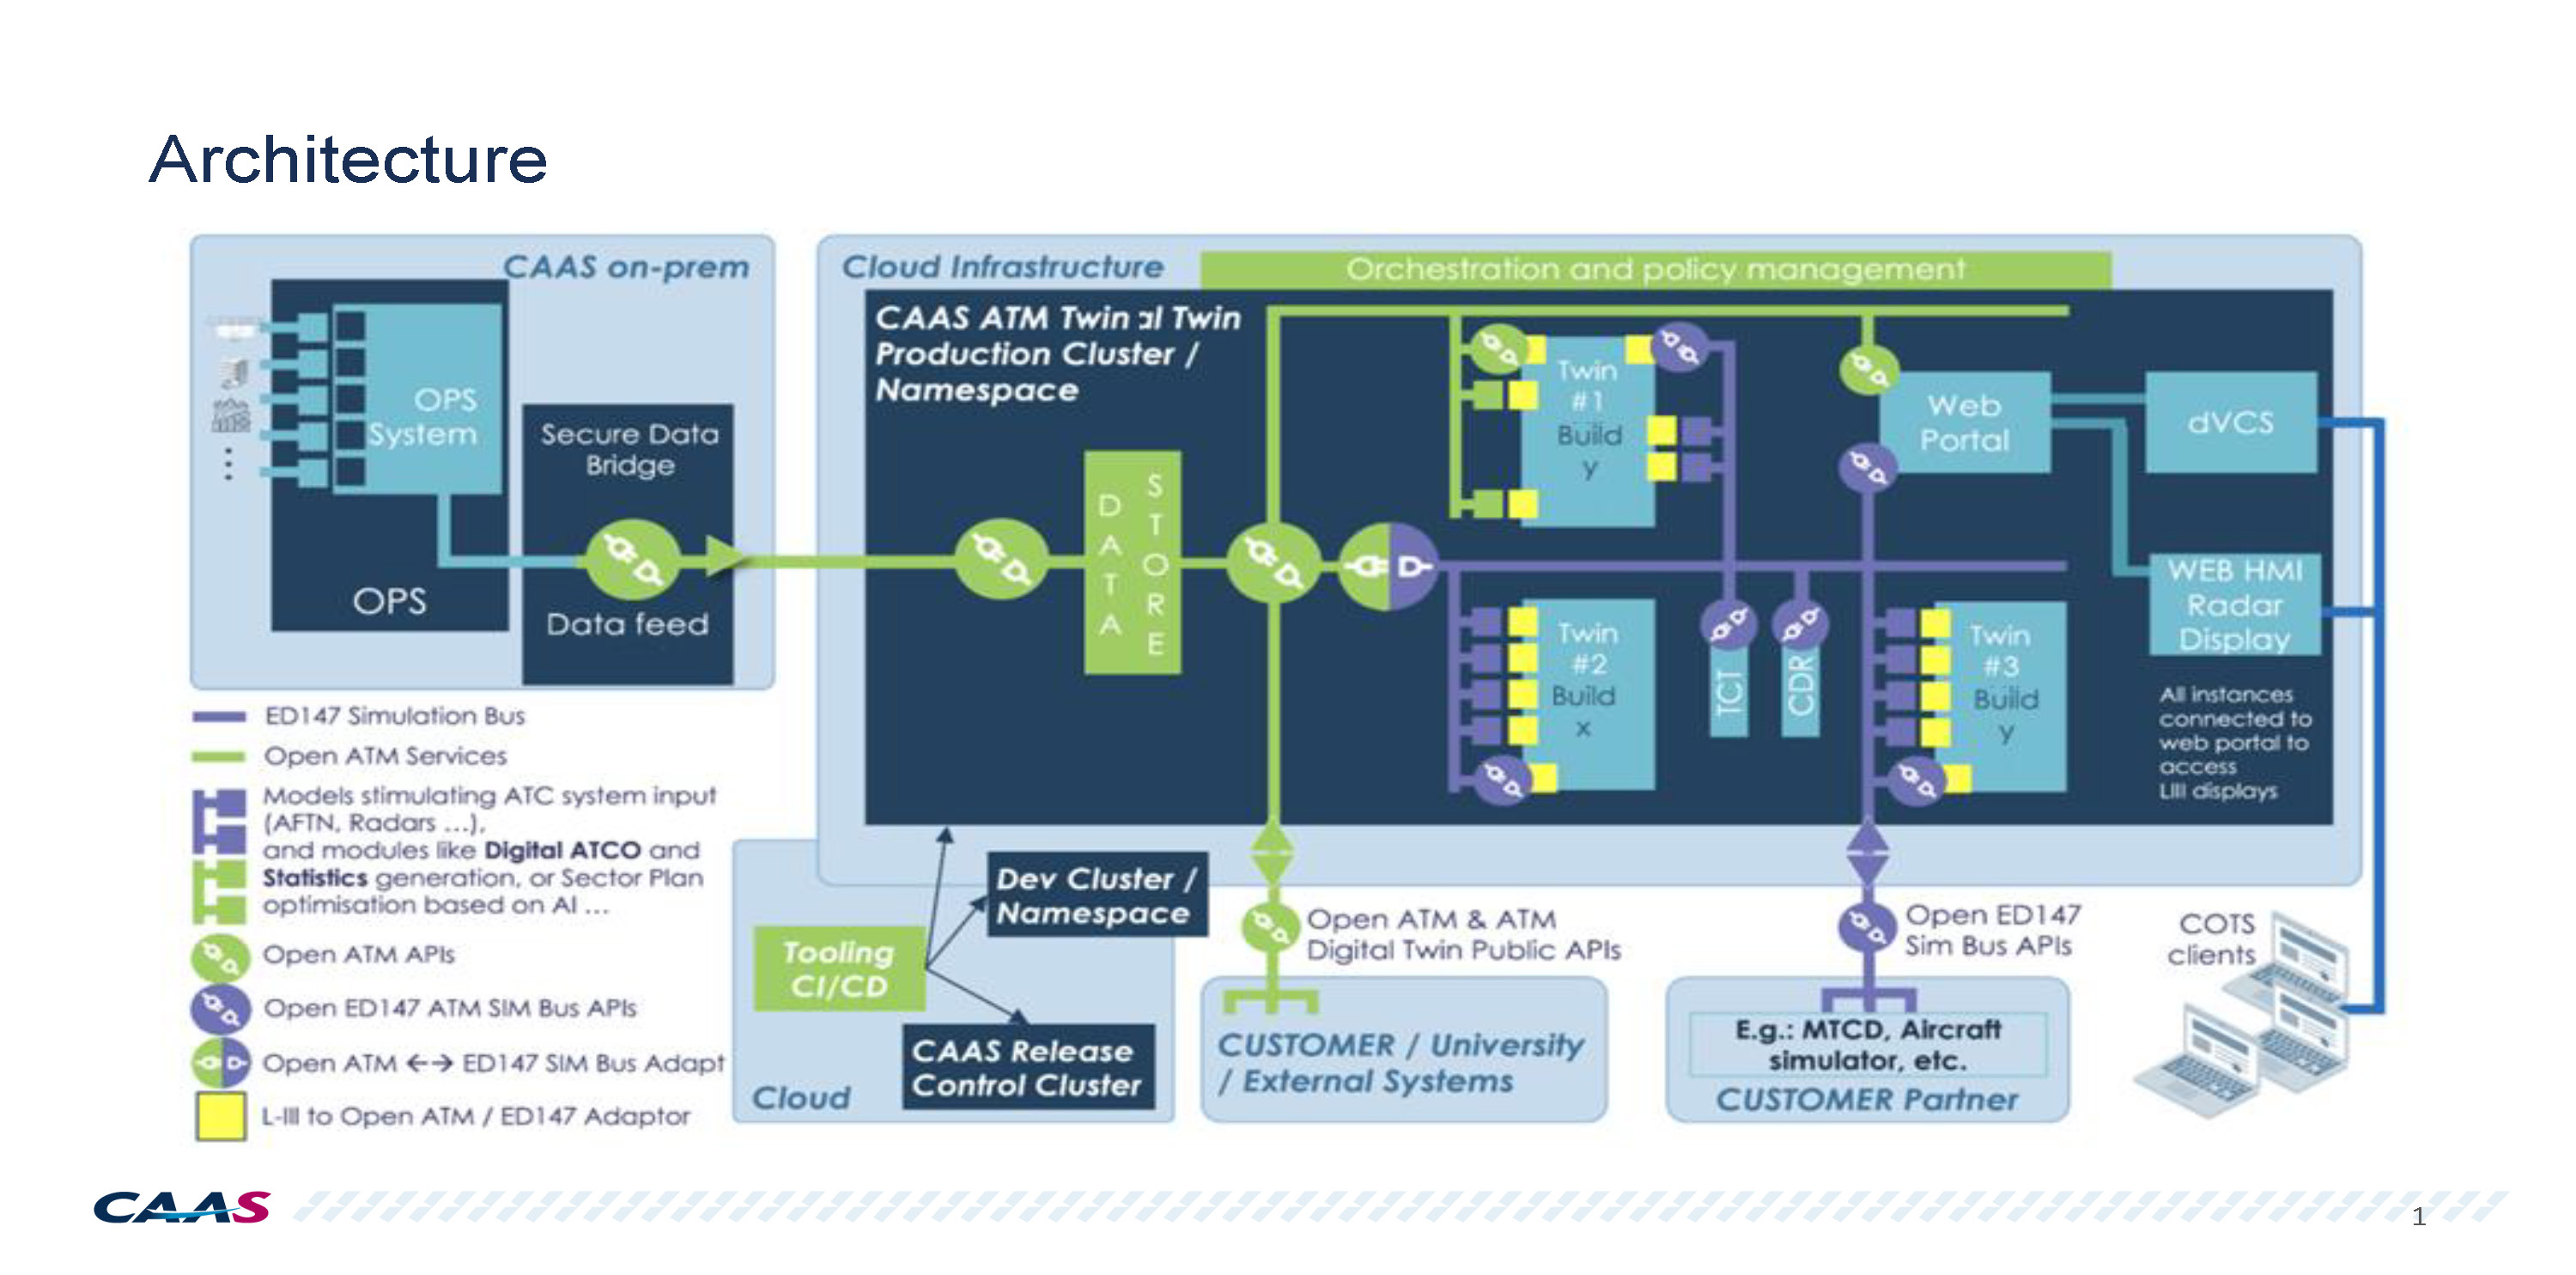 Architecture
CAAS on-prem
OPS
System
OPS
Secure Data
Bridge
Data feed
Cloud Infrastructure
Orchestration and policy management
CAAS ATM Twin al Twin
Production Cluster /
Namespace
DATA
STORE
Twin
#1
Build
y
Twin
#2
Build
x
TCT
CDR
Twin
#3
Build
y
Web
Portal
dVCS
WEB HMI
Radar
Display
All instances
connected to
web portal to
access
LIII displays
ED147 Simulation Bus
Open ATM Services
Models stimulating ATC system input
(AFTN, Radars ...),
and modules like Digital ATCO and
Statistics generation, or Sector Plan
optimisation based on AI ...
Open ATM APIs
Open ED147 ATM SIM Bus APIs
Open ATM ←→ ED147 SIM Bus Adapt
L-III to Open ATM / ED147 Adaptor
Tooling
CI/CD
Dev Cluster /
Namespace
CAAS Release
Control Cluster
Cloud
Open ATM & ATM
Digital Twin Public APIs
CUSTOMER / University
/ External Systems
Open ED147
Sim Bus APIs
E.g.: MTCD, Aircraft
simulator, etc.
CUSTOMER Partner
COTS
clients
CAAS
1